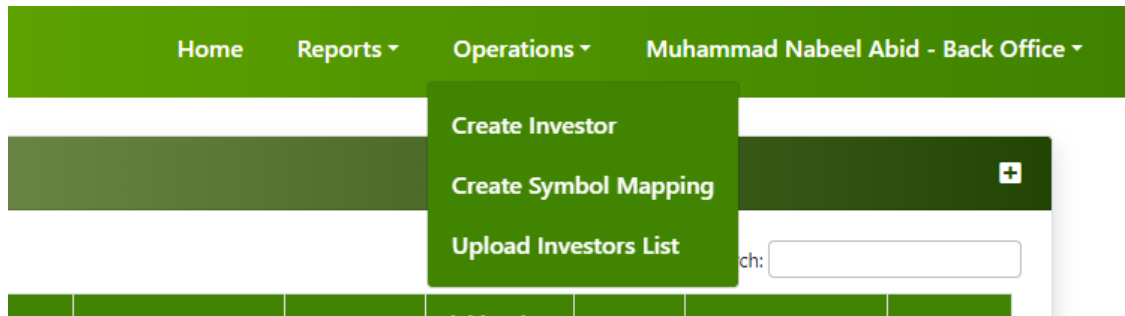 Home Reports Operations Muhammad Nabeel Abid - Back Office
Create Investor
Create Symbol Mapping
Upload Investors List
ch: